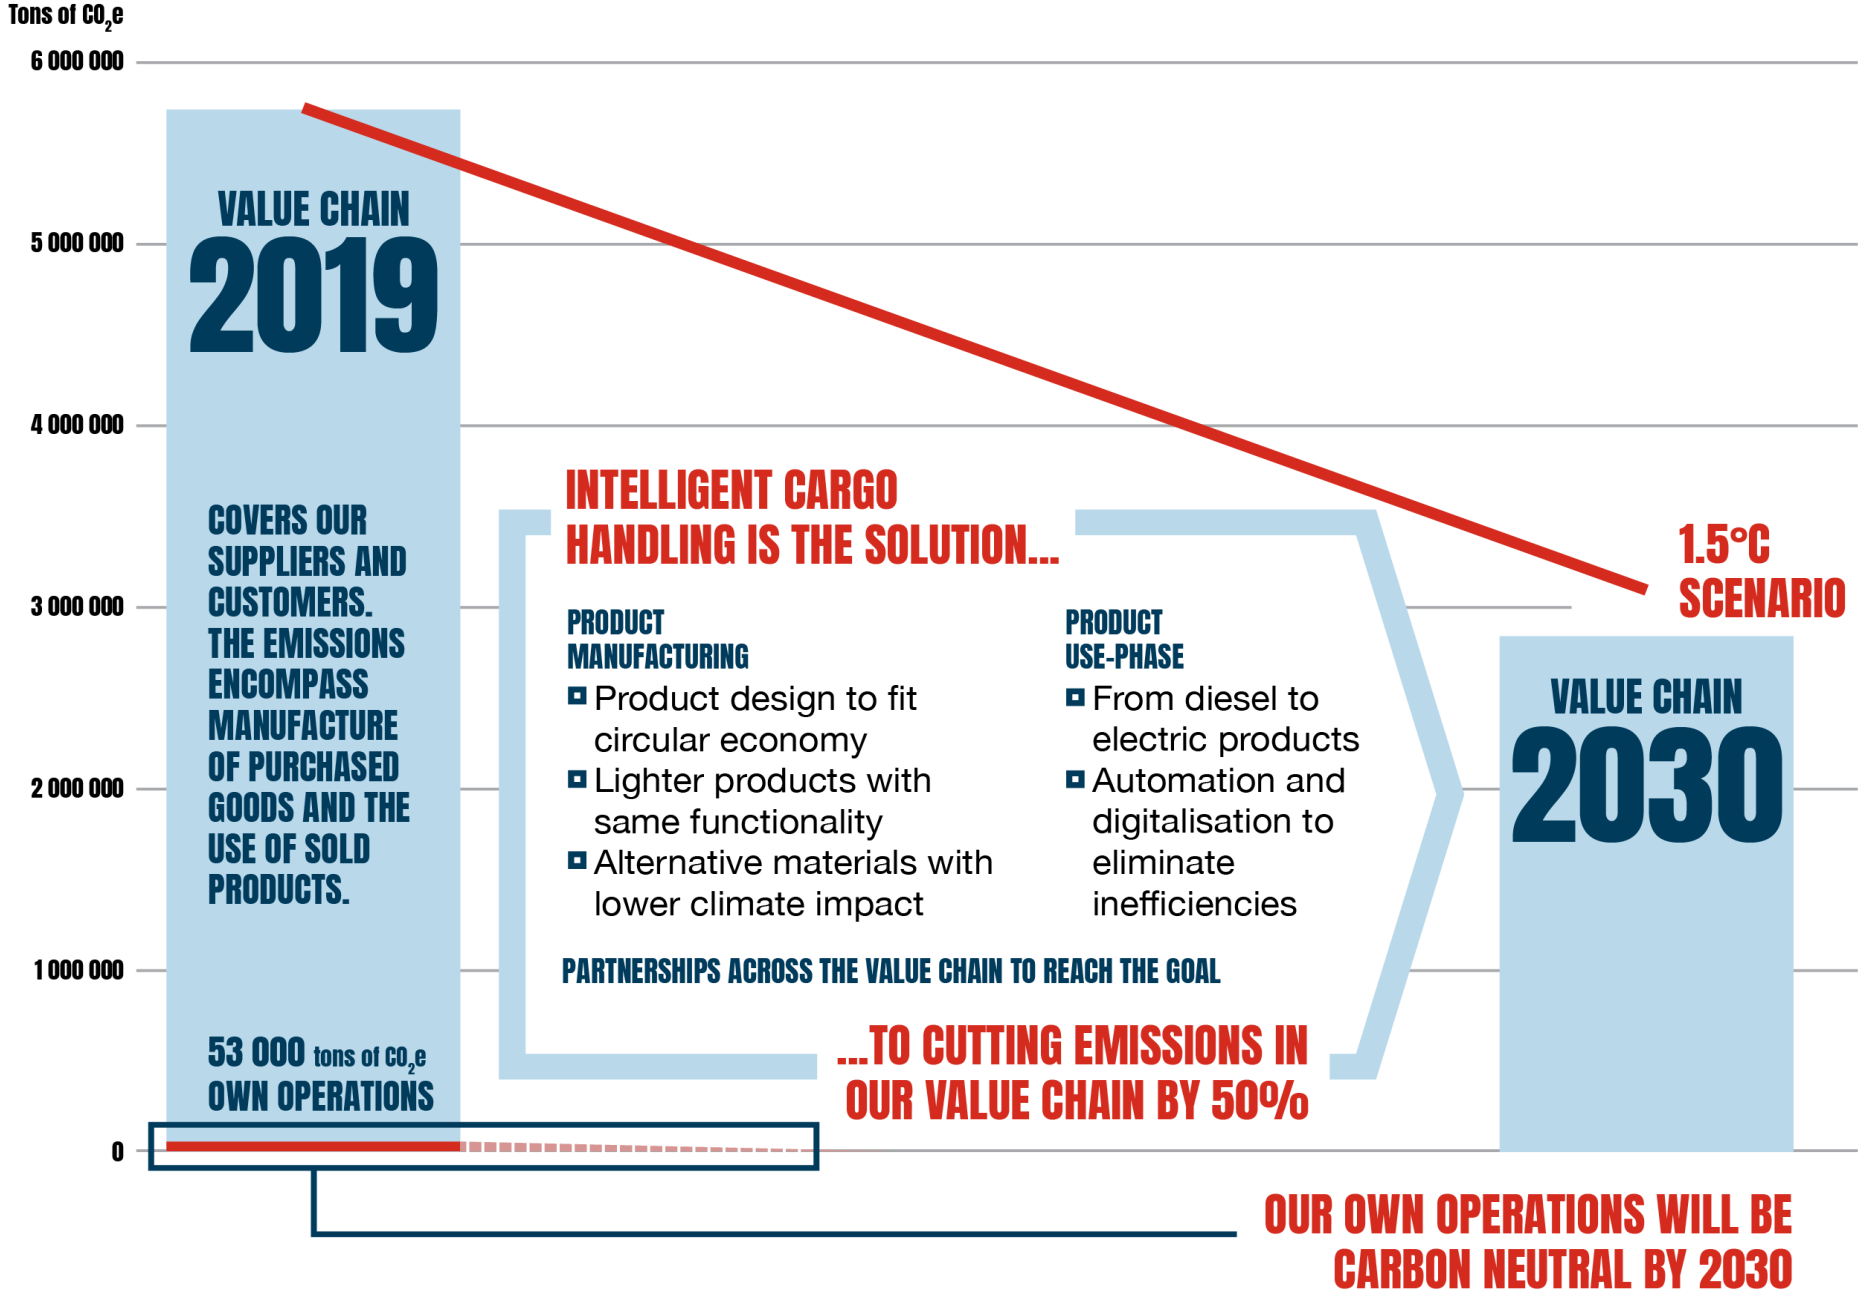 Tons of CO2e
6 000 000
5 000 000
4 000 000
3 000 000
2 000 000
1 000 000
0
VALUE CHAIN
2019
COVERS OUR
SUPPLIERS AND
CUSTOMERS.
THE EMISSIONS
ENCOMPASS
MANUFACTURE
OF PURCHASED
GOODS AND THE
USE OF SOLD
PRODUCTS.
53 000 tons of CO2e
OWN OPERATIONS
INTELLIGENT CARGO
HANDLING IS THE SOLUTION...
PRODUCT
MANUFACTURING
Product design to fit
circular economy
Lighter products with
same functionality
Alternative materials with
lower climate impact
PRODUCT
USE-PHASE
From diesel to
electric products
Automation and
digitalisation to
eliminate
inefficiencies
PARTNERSHIPS ACROSS THE VALUE CHAIN TO REACH THE GOAL
...TO CUTTING EMISSIONS IN
OUR VALUE CHAIN BY 50%
1.5°C
SCENARIO
VALUE CHAIN
2030
OUR OWN OPERATIONS WILL BE
CARBON NEUTRAL BY 2030